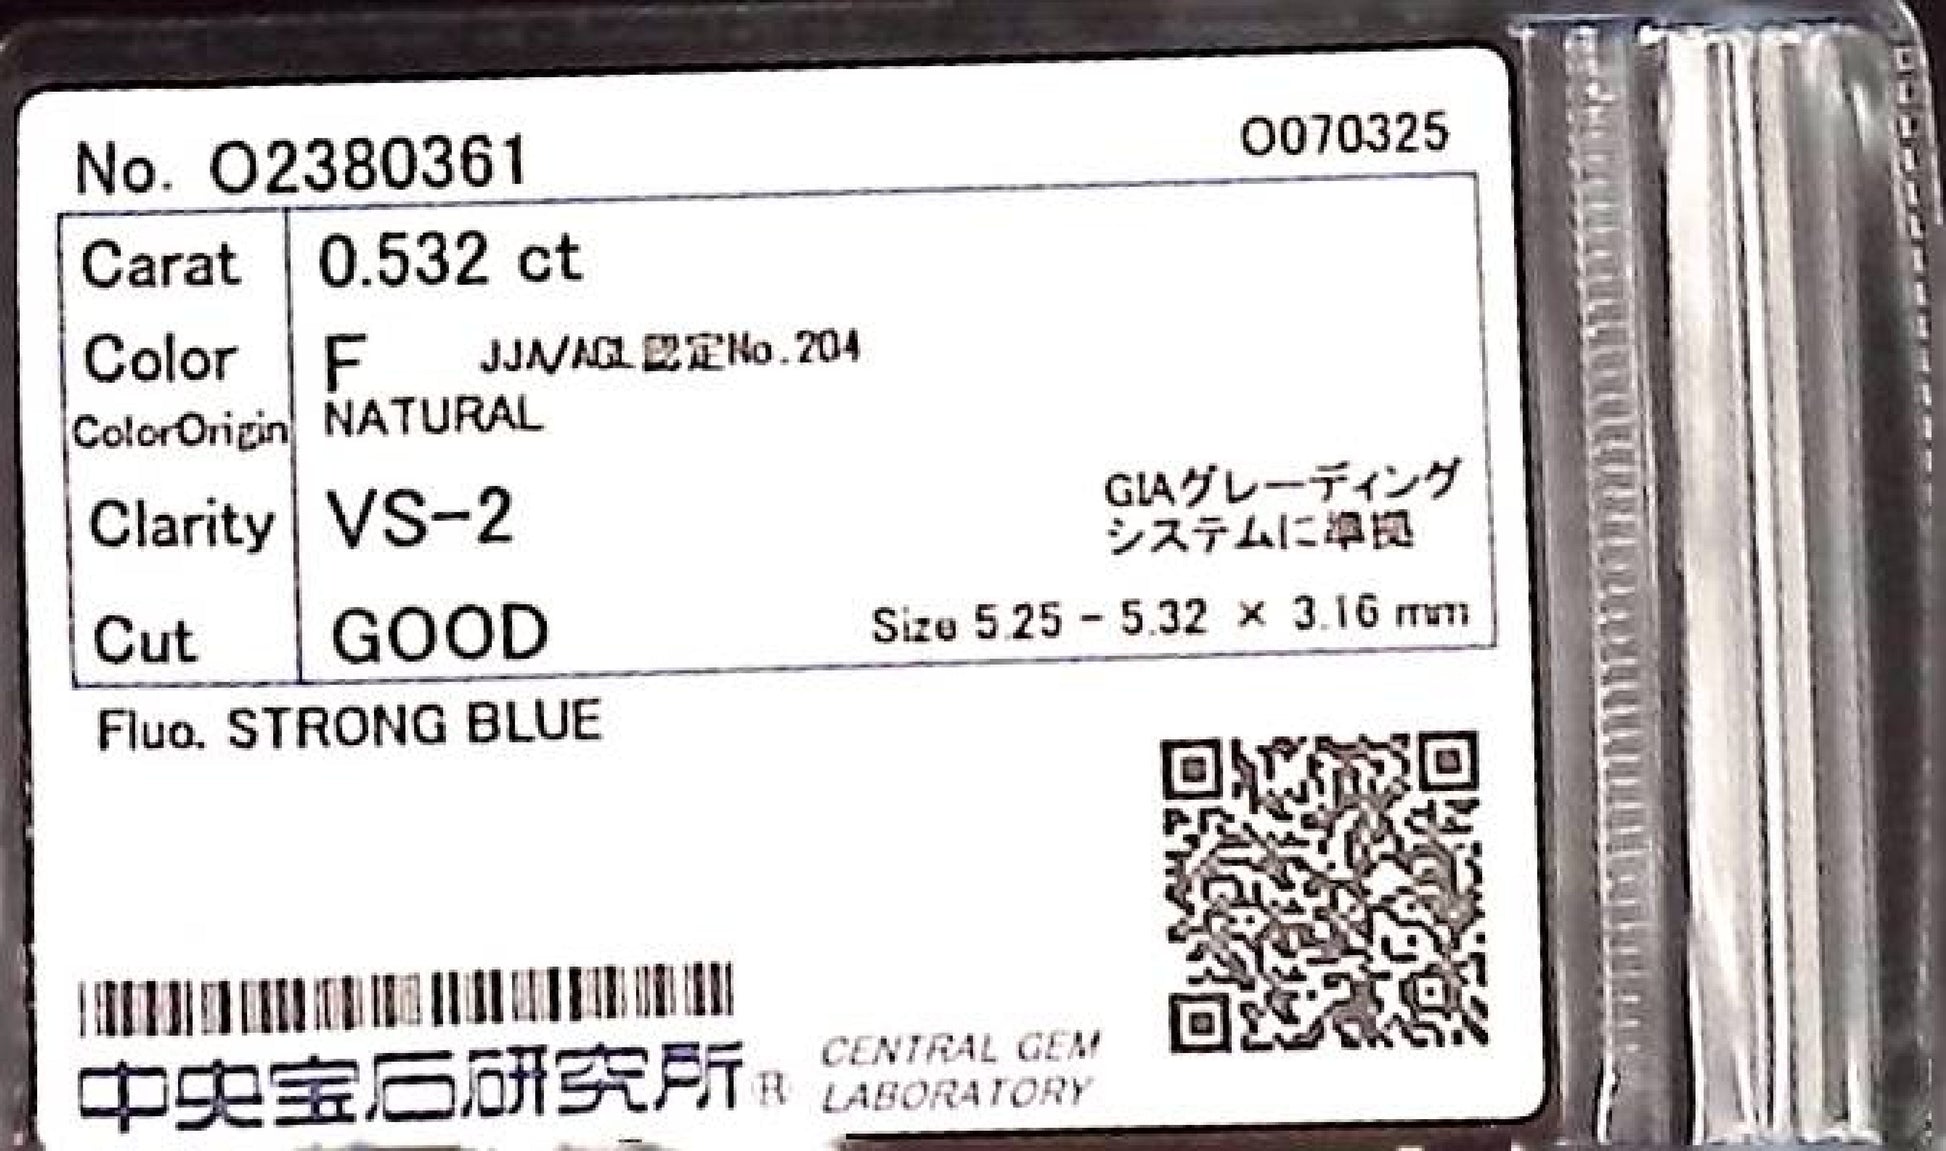 No. O2380361
O070325
Carat 0.532 ct
Color F JJA/AGL認定No.204
ColorOrigin NATURAL
Clarity VS-2
GIAグレーディング
システムに準拠
Cut GOOD
Size 5.25 - 5.32 × 3.16 mm
Fluo. STRONG BLUE
中央宝石研究所®
CENTRAL GEM
LABORATORY